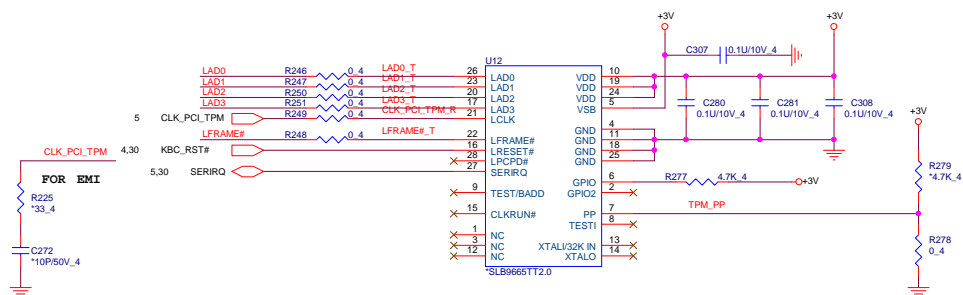 +3V
+3V
C307
0.1U/10V_4
U12
LAD0 R246 0_4 LAD0_T 26 LAD0 VDD 10
LAD1 R247 0_4 LAD1_T 23 LAD1 VDD 19
LAD2 R250 0_4 LAD2_T 20 LAD2 VDD 24
LAD3 R251 0_4 LAD3_T 17 LAD3 VSB 5
5 CLK_PCI_TPM R249 0_4 CLK_PCI_TPM_R 21 LCLK
C280
0.1U/10V_4
C281
0.1U/10V_4
C308
0.1U/10V_4
+3V
GND 4
LFRAME# R248 0_4 LFRAME#_T 22 LFRAME# GND 11
4,30 KBC_RST# 16 LRESET# GND 18
28 LPCPD# GND 25
5,30 SERIRQ 27 SERIRQ
CLK_PCI_TPM
FOR EMI
R225
*33_4
C272
*10P/50V_4
GPIO 6 R277 4.7K_4 +3V
9 TEST/BADD GPIO2 2
R279
*4.7K_4
15 CLKRUN# PP 7 TPM_PP
TESTI 8
1 NC
3 NC XTALI/32K IN 13
12 NC XTALO 14
R278
0_4
*SLB9665TT2.0